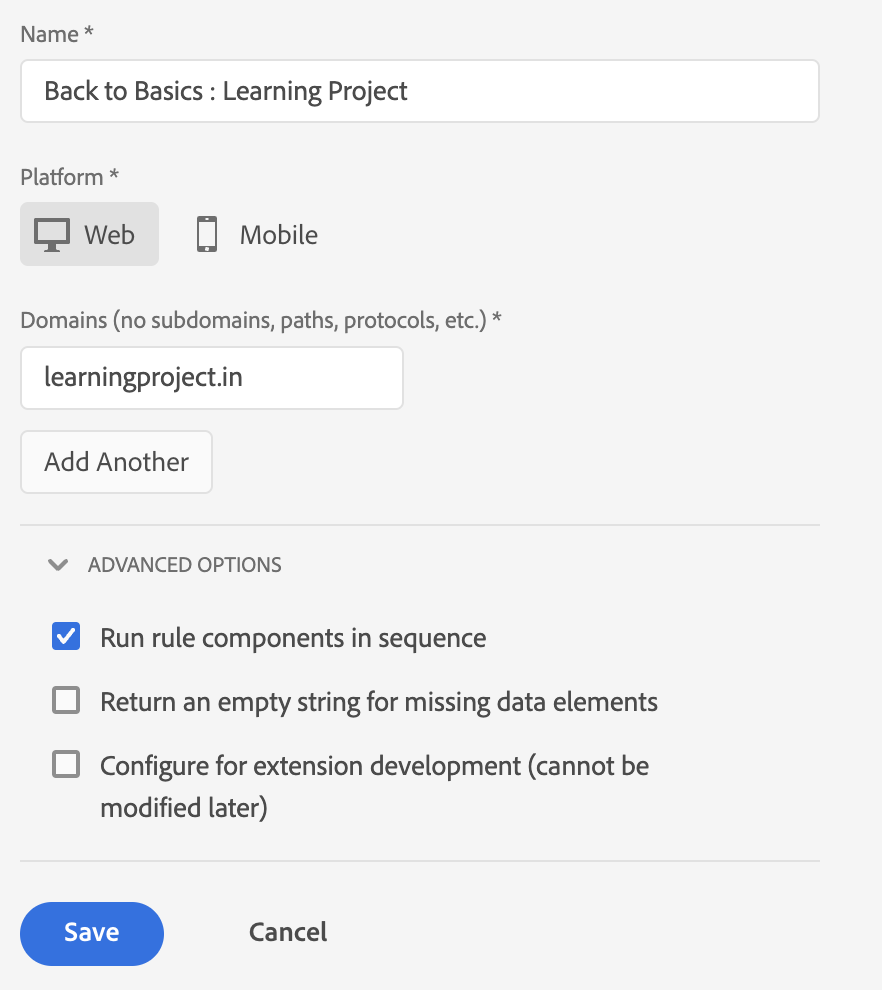 Name *
Back to Basics : Learning Project
Platform *
Web Mobile
Domains (no subdomains, paths, protocols, etc.) *
learningproject.in
Add Another
ADVANCED OPTIONS
Run rule components in sequence
Return an empty string for missing data elements
Configure for extension development (cannot be
modified later)
Save Cancel